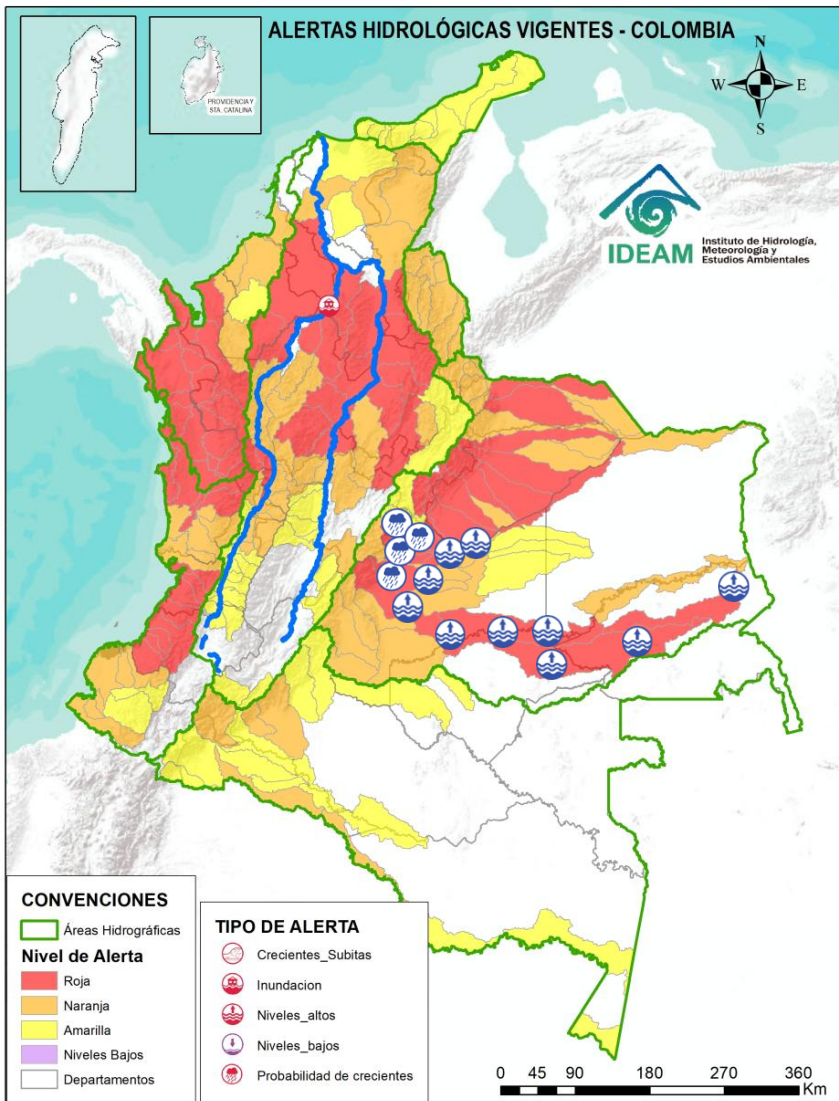 ALERTAS HIDROLÓGICAS VIGENTES - COLOMBIA
PROVIDENCIA Y
STA. CATALINA
N
W
E
S
IDEAM
Instituto de Hidrología,
Meteorología y
Estudios Ambientales
CONVENCIONES
Áreas Hidrográficas
Nivel de Alerta
Roja
Naranja
Amarilla
Niveles Bajos
Departamentos
TIPO DE ALERTA
Crecientes_Subitas
Inundacion
Niveles_altos
Niveles_bajos
Probabilidad de crecientes
0 45 90 180 270 360
Km